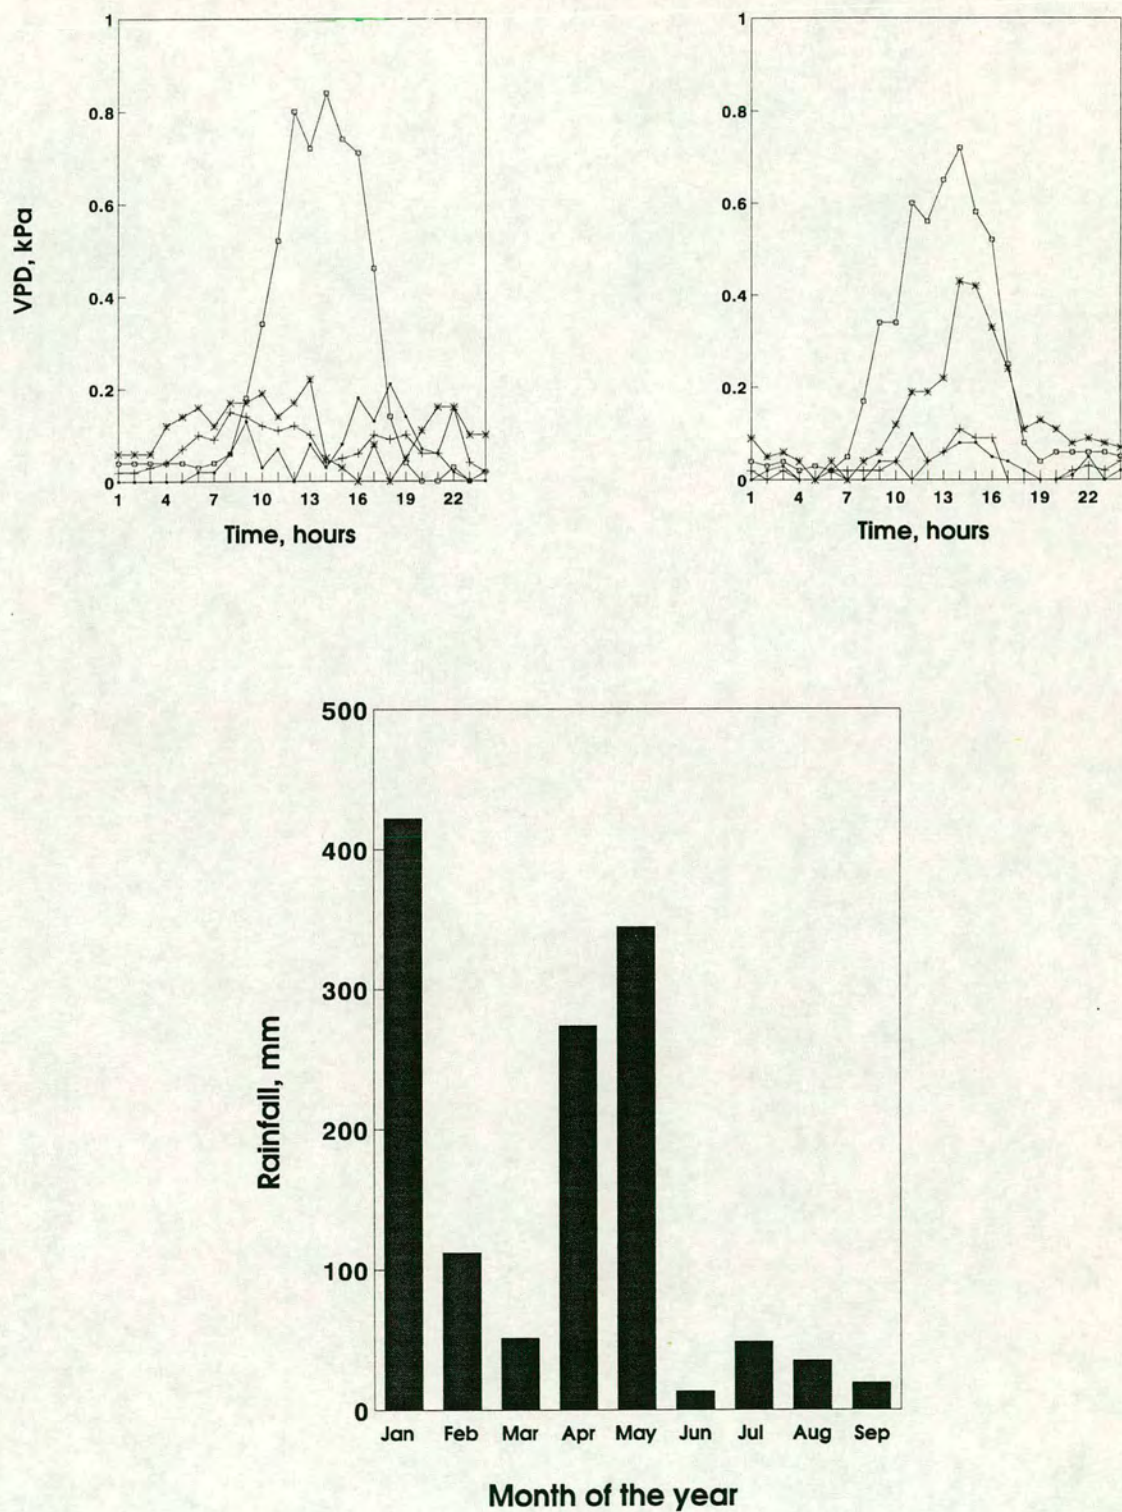 1
0.8
0.6
0.4
0.2
0
VPD, kPa
1 4 7 10 13 16 19 22
Time, hours
1
0.8
0.6
0.4
0.2
0
1 4 7 10 13 16 19 22
Time, hours
500
400
300
200
100
0
Rainfall, mm
Jan Feb Mar Apr May Jun Jul Aug Sep
Month of the year